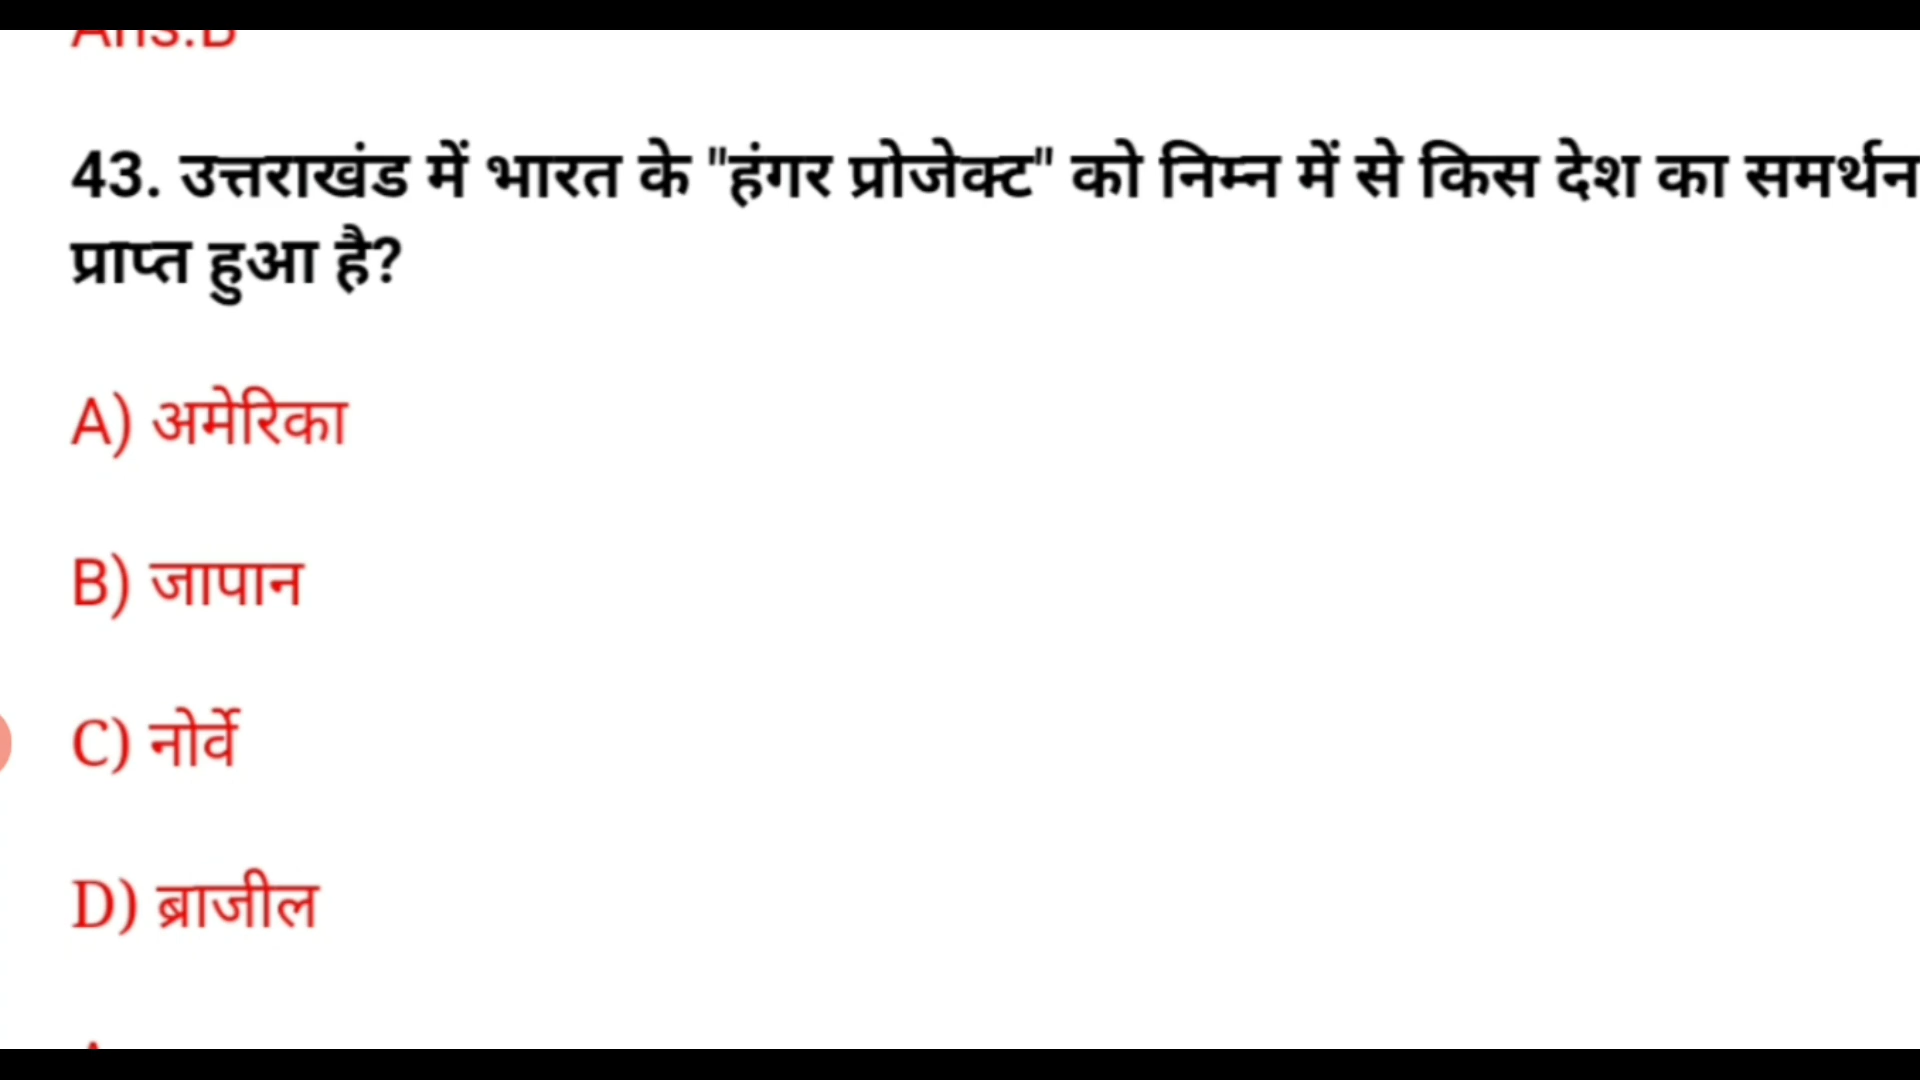 Ans.B
43. उत्तराखंड में भारत के "हंगर प्रोजेक्ट" को निम्न में से किस देश का समर्थन
प्राप्त हुआ है?
A) अमेरिका
B) जापान
C) नोर्वे
D) ब्राजील